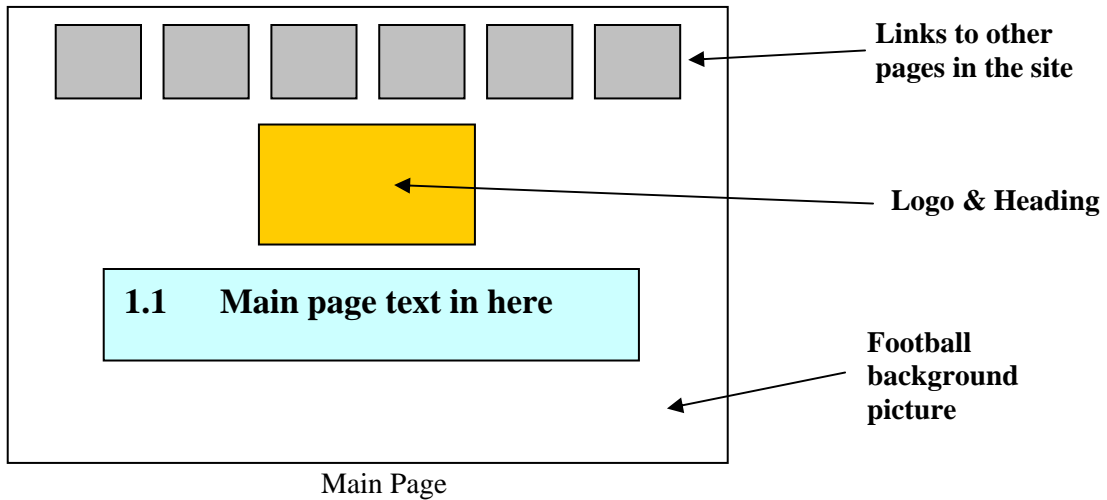 Links to other
pages in the site
Logo & Heading
1.1 Main page text in here
Football
background
picture
Main Page